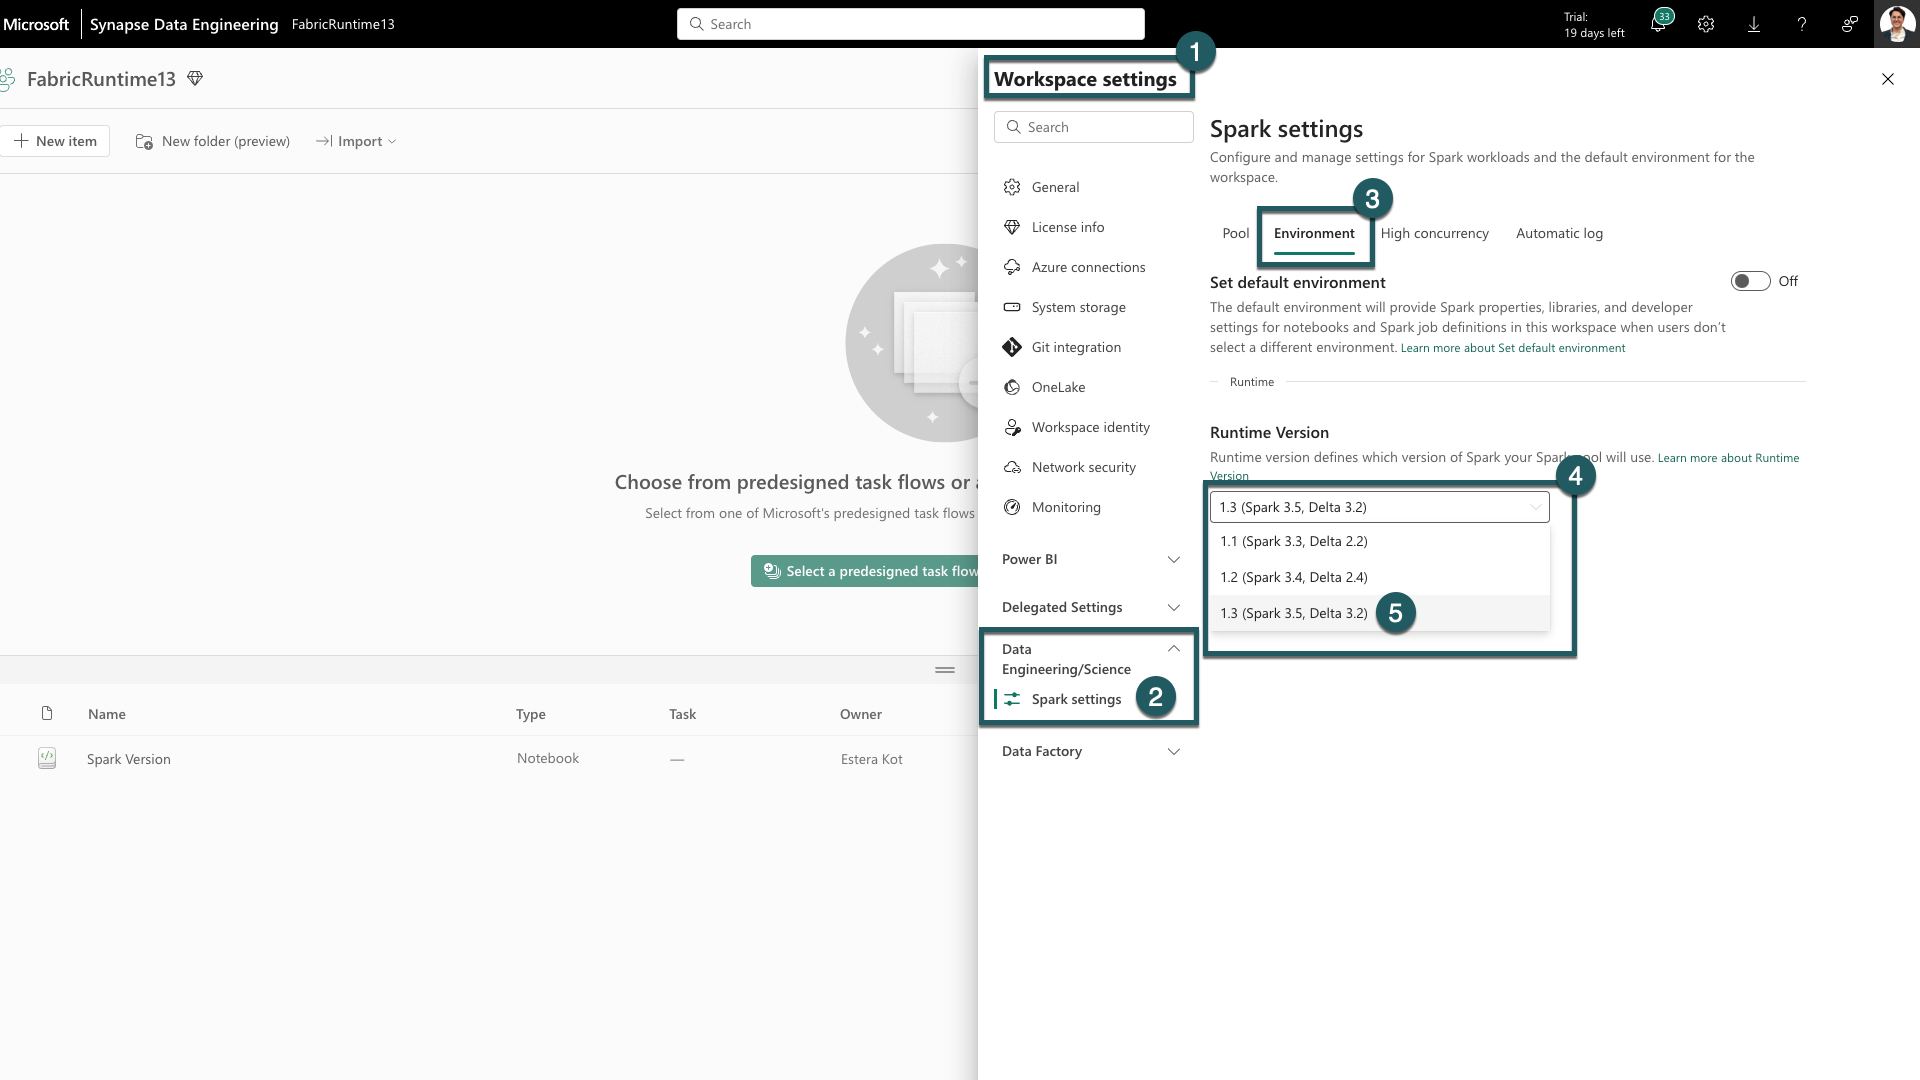 Microsoft Synapse Data Engineering FabricRuntime13
Search
Trial:
19 days left
33
FabricRuntime13
New item
New folder (preview)
Import
Choose from predesigned task flows or
Select from one of Microsoft's predesigned task flows
Select a predesigned task flow
Name Type Task Owner
Spark Version Notebook — Estera Kot
1
Workspace settings
Search
General
License info
Azure connections
System storage
Git integration
OneLake
Workspace identity
Network security
Monitoring
Power BI
Delegated Settings
Data
Engineering/Science
Spark settings
2
Data Factory
Spark settings
Configure and manage settings for Spark workloads and the default environment for the
workspace.
3
Pool Environment High concurrency Automatic log
Set default environment
Off
The default environment will provide Spark properties, libraries, and developer
settings for notebooks and Spark job definitions in this workspace when users don't
select a different environment. Learn more about Set default environment
Runtime
Runtime Version
Runtime version defines which version of Spark your Spark pool will use. Learn more about Runtime
Version
4
1.3 (Spark 3.5, Delta 3.2)
1.1 (Spark 3.3, Delta 2.2)
1.2 (Spark 3.4, Delta 2.4)
1.3 (Spark 3.5, Delta 3.2)
5